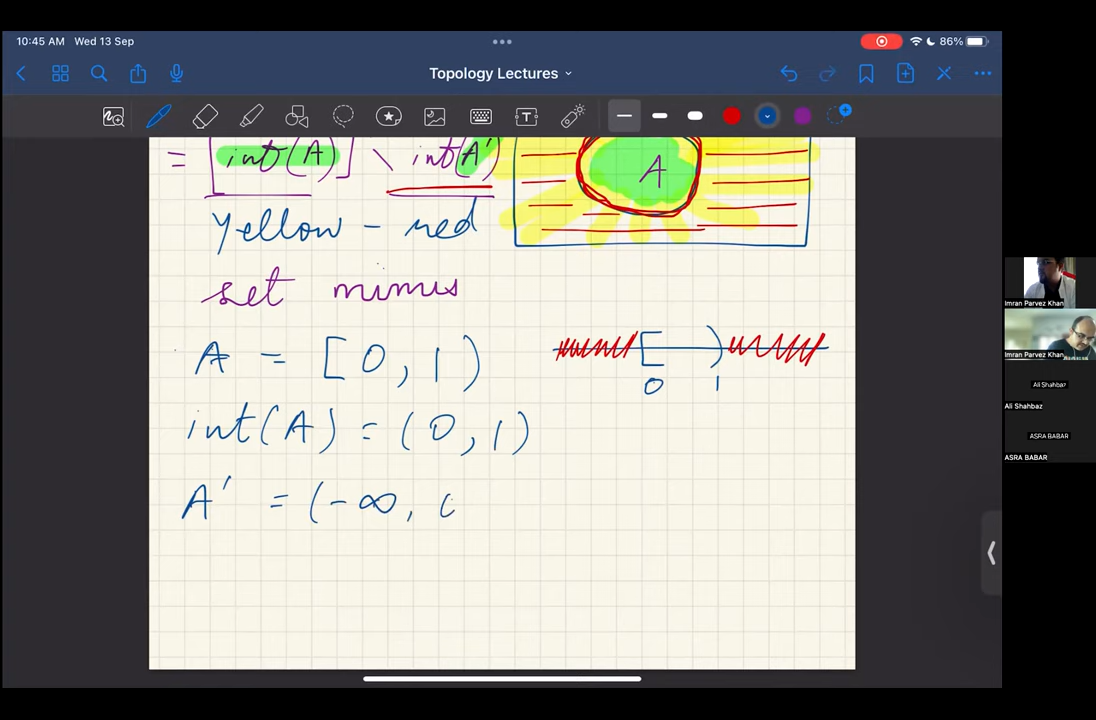 10:45 AM Wed 13 Sep
86%
Topology Lectures
= [int(A)] \ int(A')
A
Yellow - red
set minus
A = [0, 1)
0 1
int(A) = (0, 1)
A' = (-∞, (
Imran Parvez Khan
Imran Parvez Khan
Ali Shahbaz
Ali Shahbaz
ASRA BABAR
ASRA BABAR